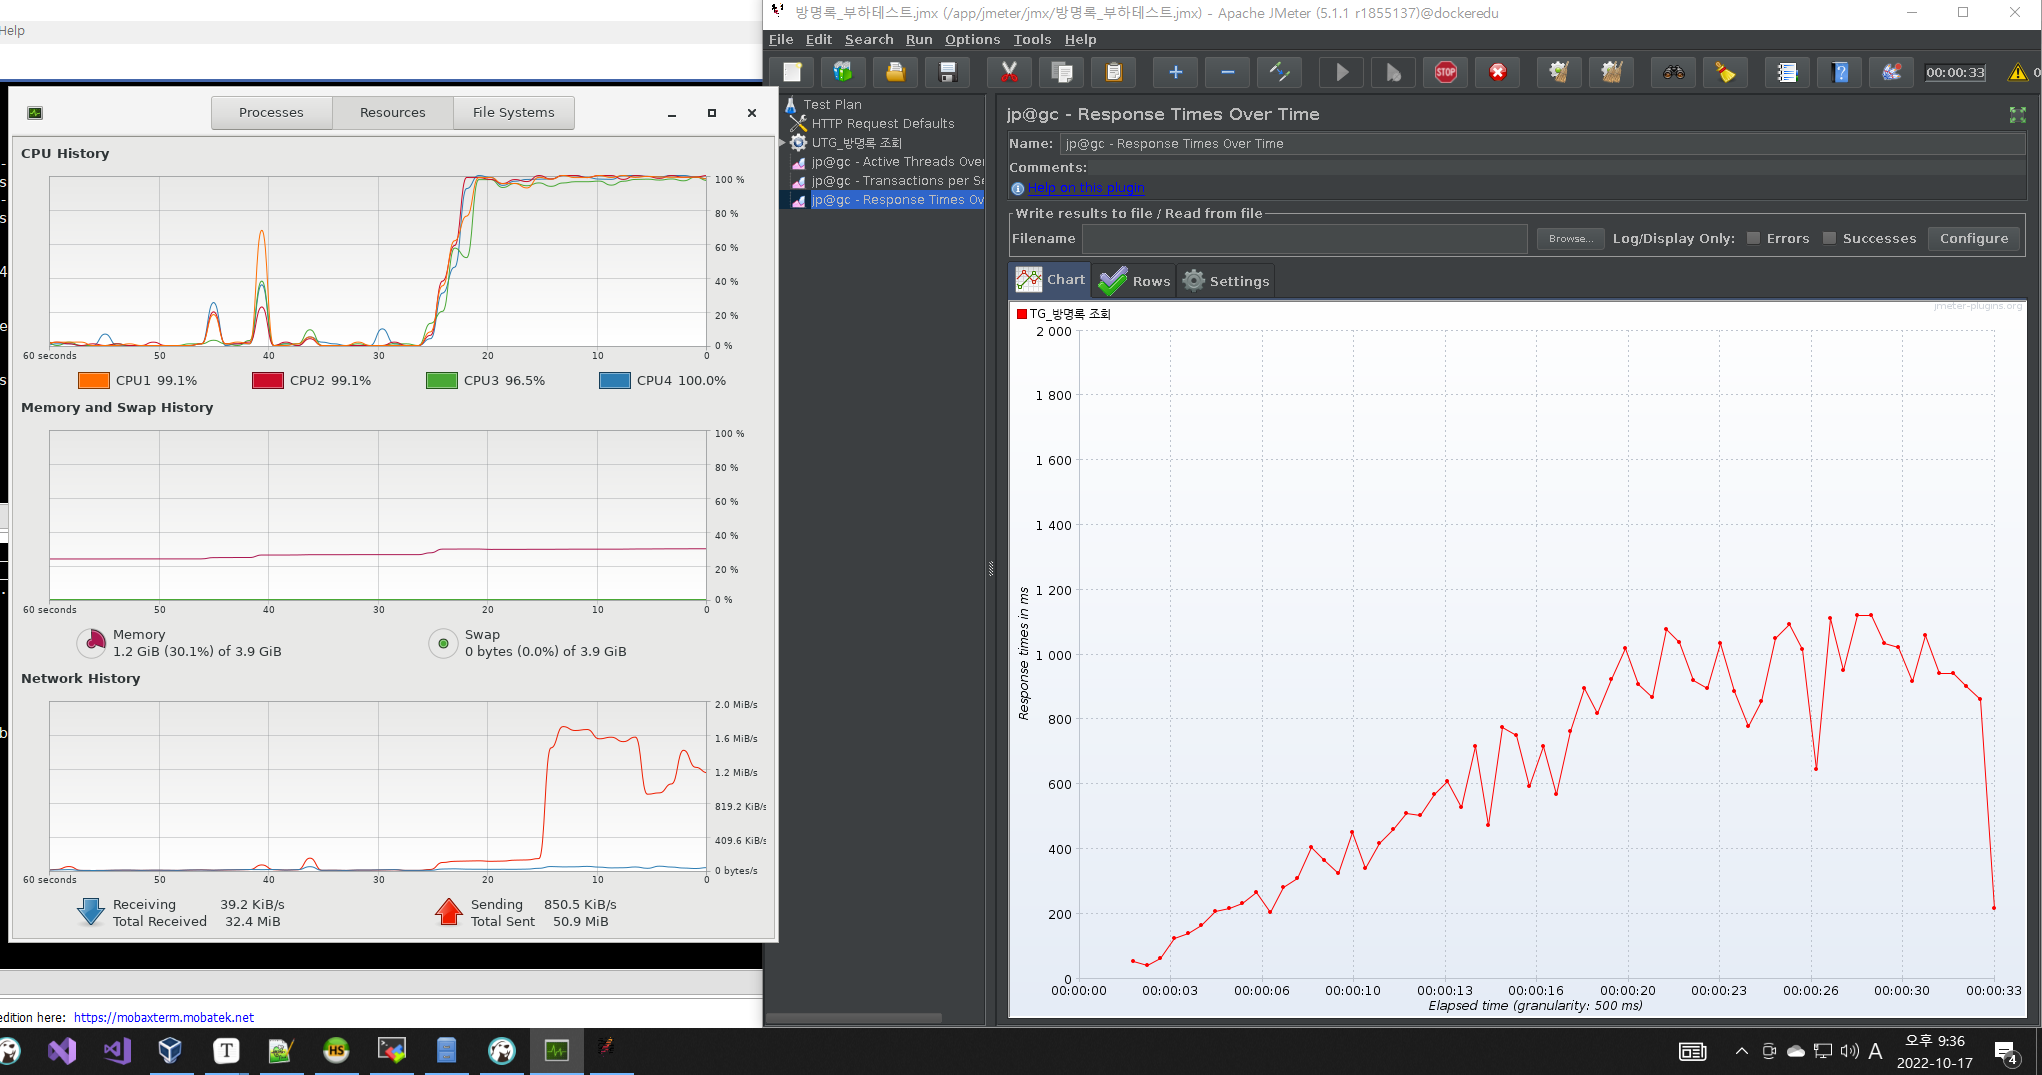 방명록_부하테스트.jmx (/app/jmeter/jmx/방명록_부하테스트.jmx) - Apache JMeter (5.1.1 r1855137)@dockeredu
Help
File Edit Search Run Options Tools Help
00:00:33
Processes Resources File Systems
CPU History
100 %
80 %
60 %
40 %
20 %
0 %
60 seconds 50 40 30 20 10 0
CPU1 99.1% CPU2 99.1% CPU3 96.5% CPU4 100.0%
Memory and Swap History
100 %
80 %
60 %
40 %
20 %
0 %
60 seconds 50 40 30 20 10 0
Memory
1.2 GiB (30.1%) of 3.9 GiB
Swap
0 bytes (0.0%) of 3.9 GiB
Network History
2.0 MiB/s
1.6 MiB/s
1.2 MiB/s
819.2 KiB/s
409.6 KiB/s
0 bytes/s
60 seconds 50 40 30 20 10 0
Receiving 39.2 KiB/s
Total Received 32.4 MiB
Sending 850.5 KiB/s
Total Sent 50.9 MiB
edition here: https://mobaxterm.mobatek.net
Test Plan
HTTP Request Defaults
UTG_방명록 조회
jp@gc - Active Threads Over
jp@gc - Transactions per Se
jp@gc - Response Times Ov
jp@gc - Response Times Over Time
Name: jp@gc - Response Times Over Time
Comments:
Help on this plugin
Write results to file / Read from file
Filename Browse... Log/Display Only: Errors Successes Configure
Chart Rows Settings
jmeter-plugins.org
TG_방명록 조회
2 000
1 800
1 600
1 400
1 200
1 000
800
600
400
200
0
Response times in ms
00:00:00 00:00:03 00:00:06 00:00:10 00:00:13 00:00:16 00:00:20 00:00:23 00:00:26 00:00:30 00:00:33
Elapsed time (granularity: 500 ms)
A
오후 9:36
2022-10-17
4